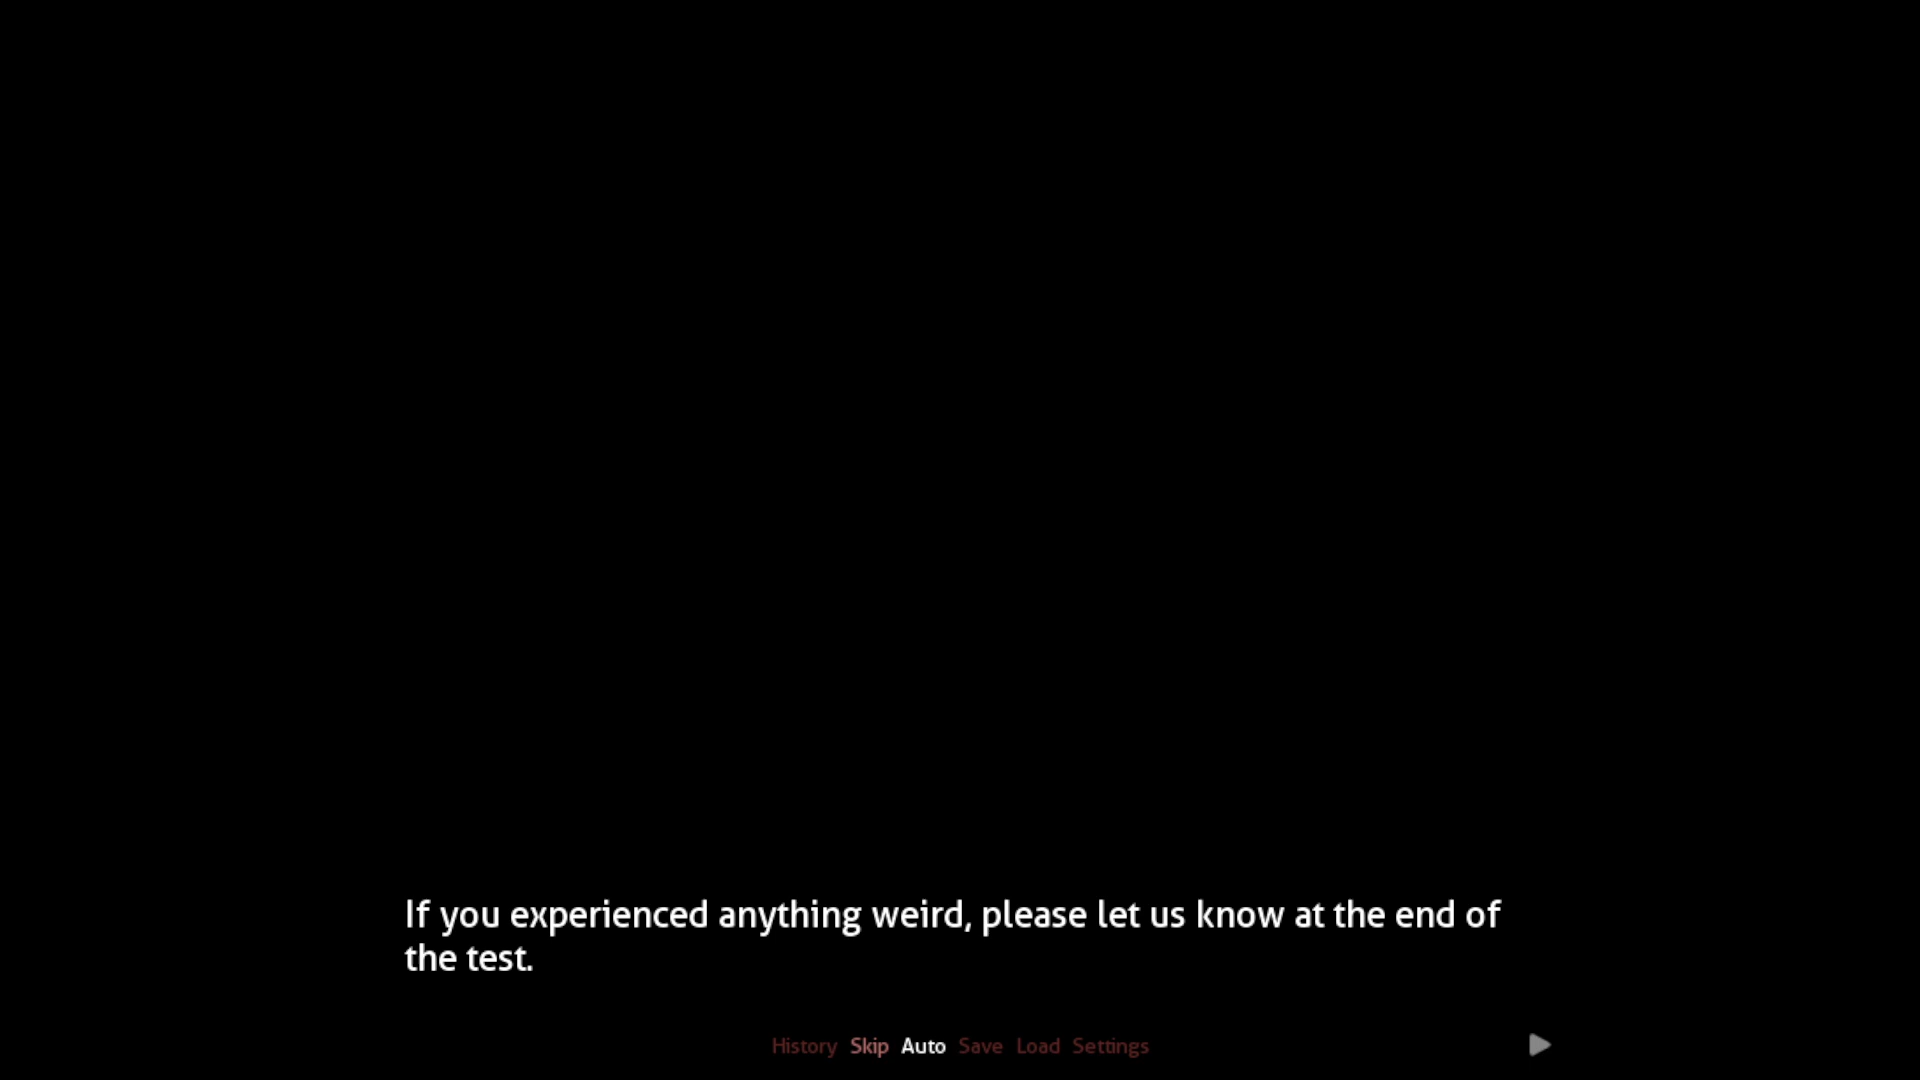 If you experienced anything weird, please let us know at the end of
the test.
History Skip Auto Save Load Settings